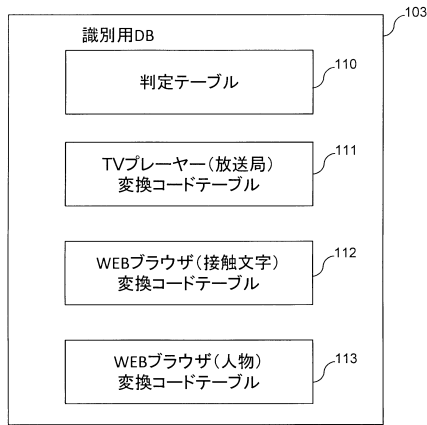 103
識別用DB
判定テーブル
110
TVプレーヤー(放送局)
変換コードテーブル
111
WEBブラウザ(接触文字)
変換コードテーブル
112
WEBブラウザ(人物)
変換コードテーブル
113